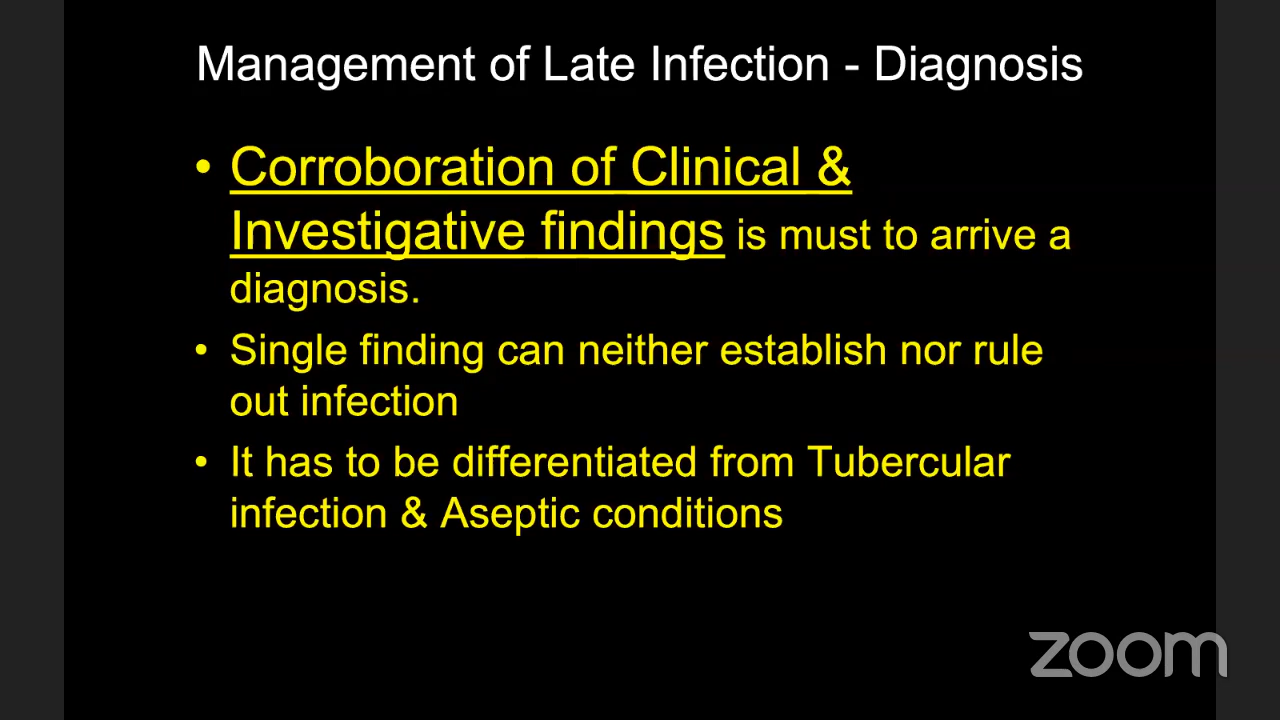 Management of Late Infection - Diagnosis
• Corroboration of Clinical &
Investigative findings is must to arrive a
diagnosis.
• Single finding can neither establish nor rule
out infection
• It has to be differentiated from Tubercular
infection & Aseptic conditions
zoom